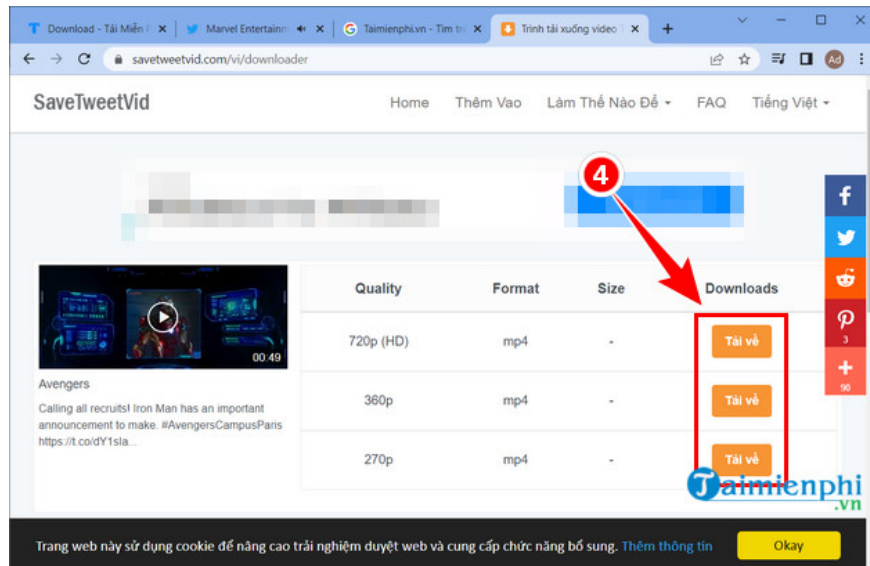 Download - Tải Miễn
Marvel Entertainm
Taimienphi.vn - Tìm
Trình tải xuống video
savetweetvid.com/vi/downloader
Ad
SaveTweetVid
Home
Thêm Vao
Làm Thế Nào Để
FAQ
Tiếng Việt
4
Quality
Format
Size
Downloads
720p (HD)
mp4
-
Tải về
00:49
3
Avengers
90
Calling all recruits! Iron Man has an important
announcement to make. #AvengersCampusParis
https://t.co/dY1sla...
360p
mp4
-
Tải về
270p
mp4
-
Tải về
Taimienphi
.vn
Trang web này sử dụng cookie để nâng cao trải nghiệm duyệt web và cung cấp chức năng bổ sung. Thêm thông tin
Okay